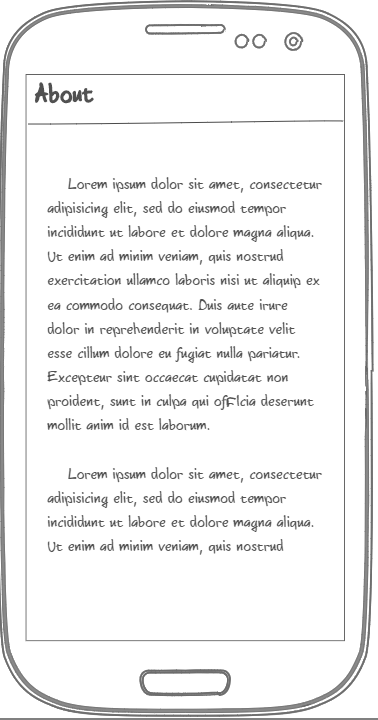 About
Lorem ipsum dolor sit amet, consectetur
adipisicing elit, sed do eiusmod tempor
incididunt ut labore et dolore magna aliqua.
Ut enim ad minim veniam, quis nostrud
exercitation ullamco laboris nisi ut aliquip ex
ea commodo consequat. Duis aute irure
dolor in reprehenderit in voluptate velit
esse cillum dolore eu fugiat nulla pariatur.
Excepteur sint occaecat cupidatat non
proident, sunt in culpa qui offIcia deserunt
mollit anim id est laborum.
Lorem ipsum dolor sit amet, consectetur
adipisicing elit, sed do eiusmod tempor
incididunt ut labore et dolore magna aliqua.
Ut enim ad minim veniam, quis nostrud